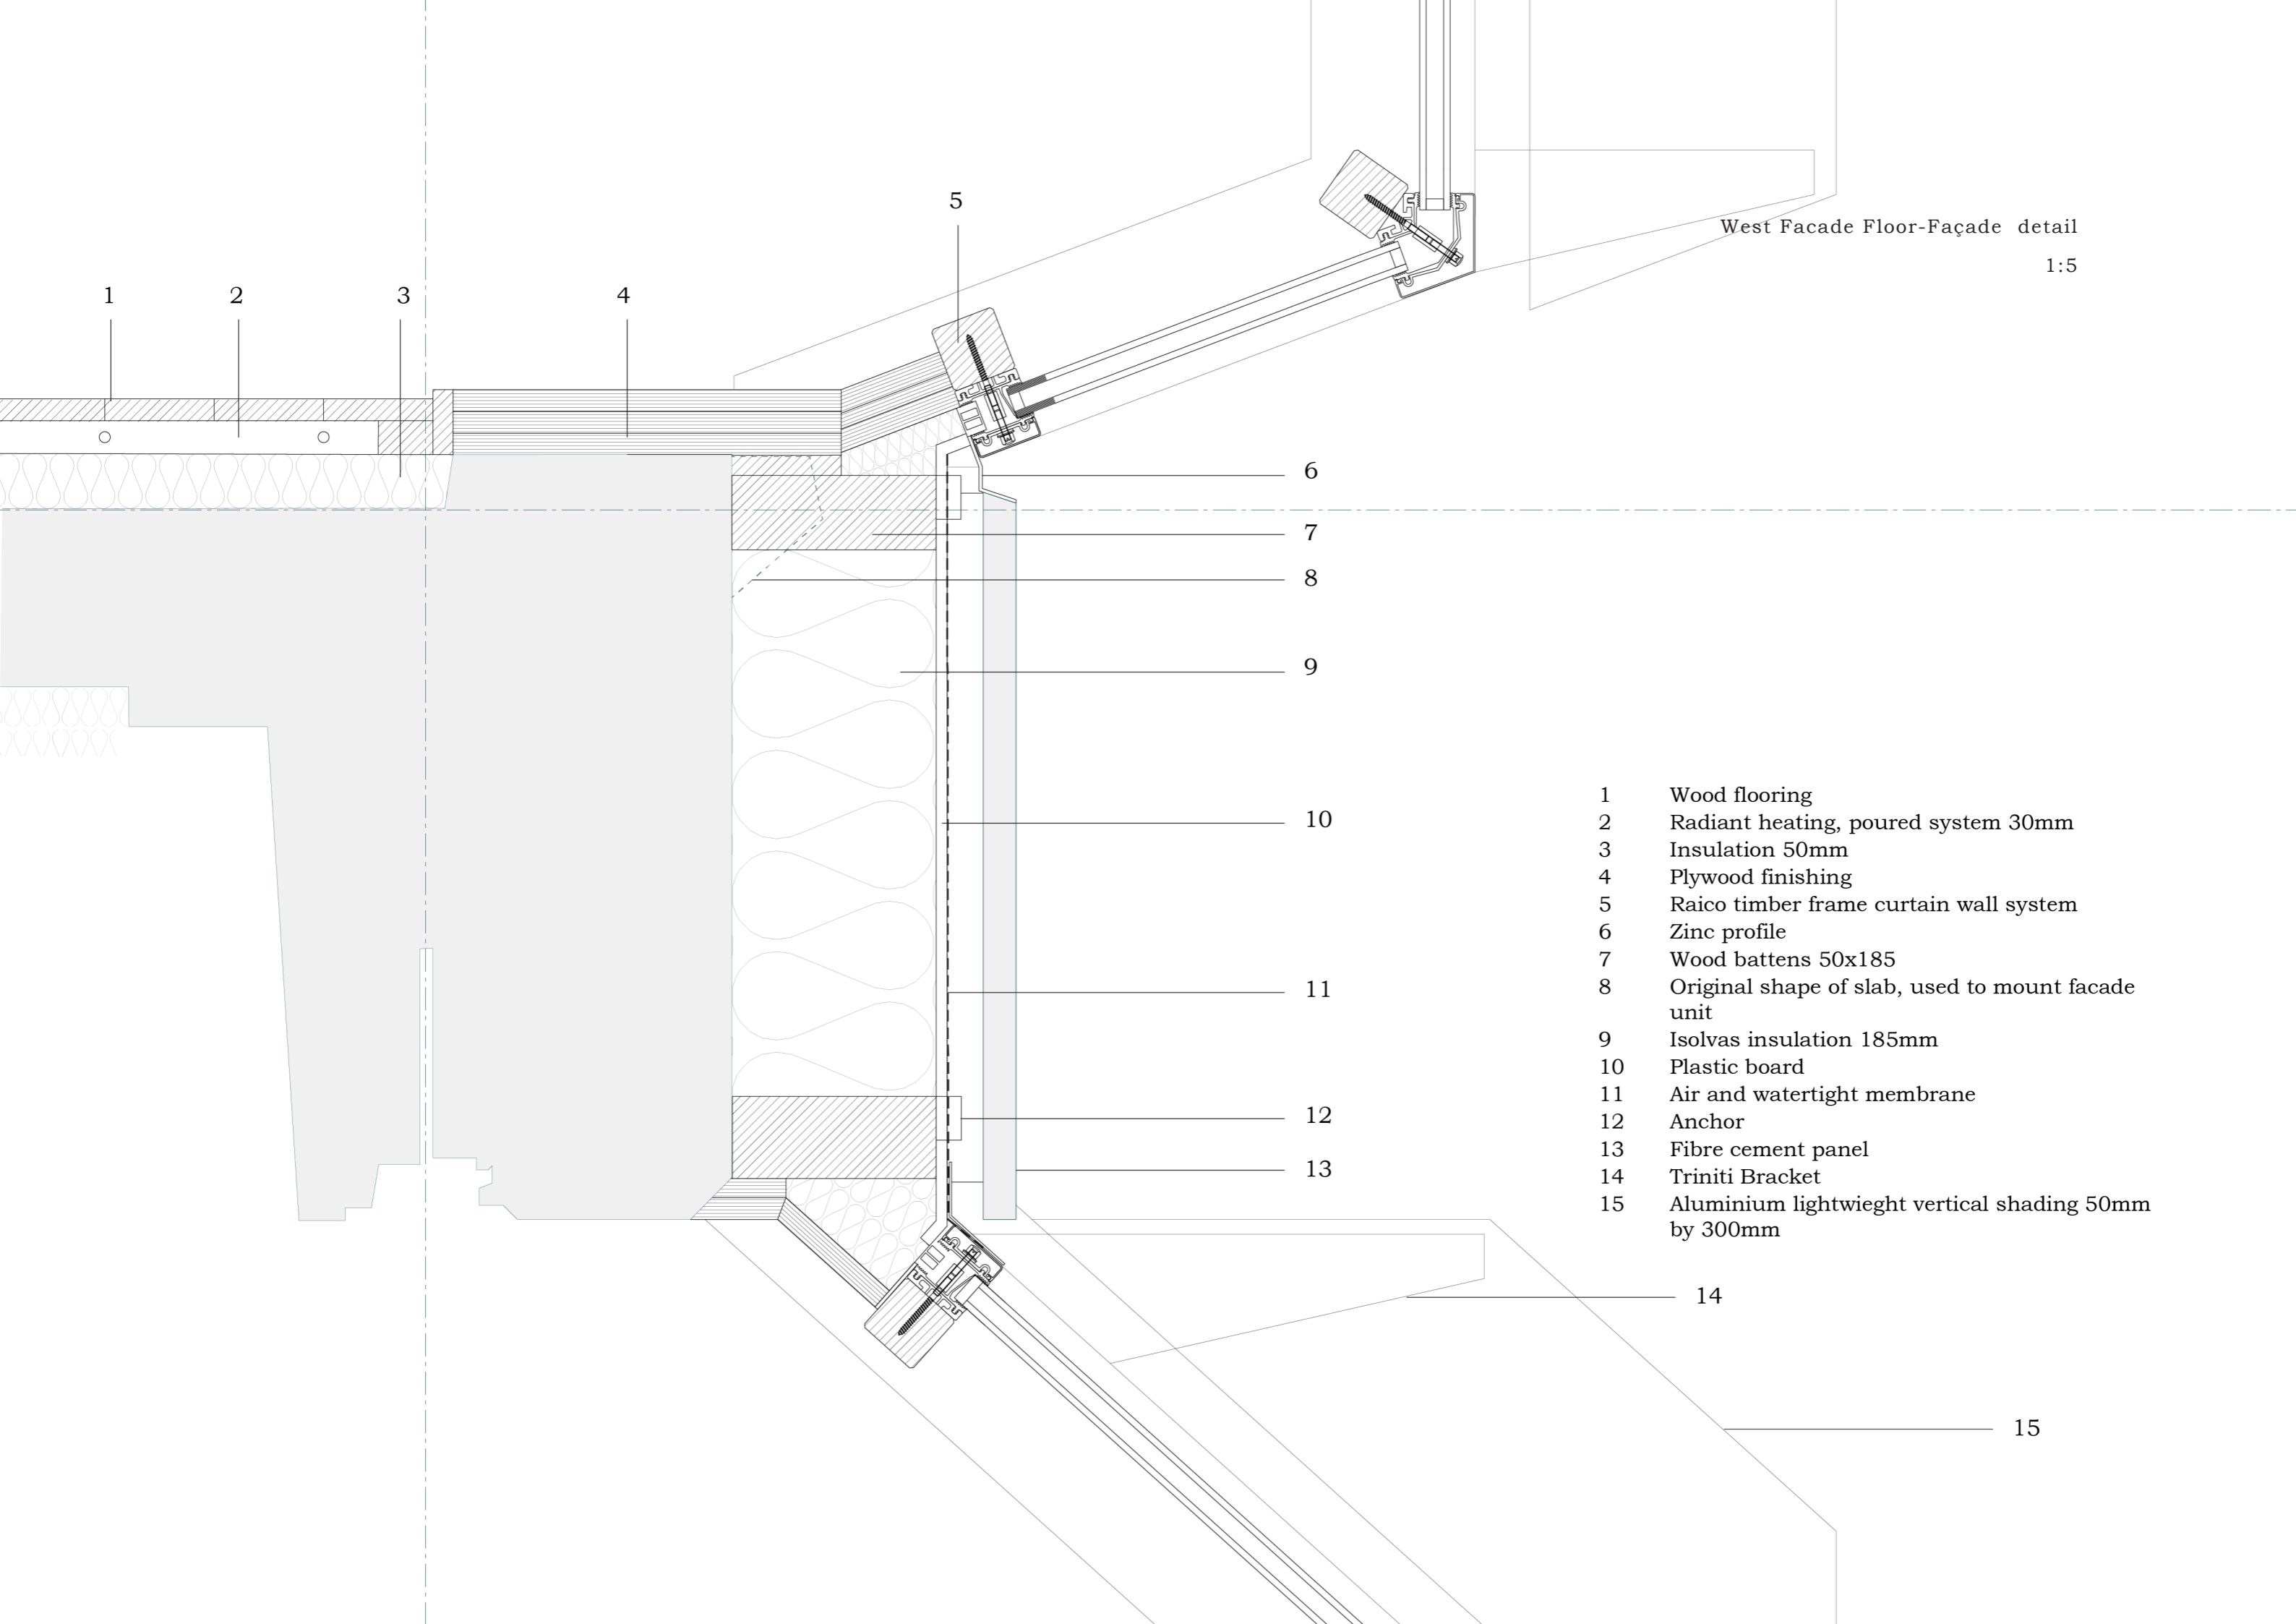 5
West Facade Floor-Façade detail
1:5
1 2 3 4
6
7
8
9
10
11
12
13
1 Wood flooring
2 Radiant heating, poured system 30mm
3 Insulation 50mm
4 Plywood finishing
5 Raico timber frame curtain wall system
6 Zinc profile
7 Wood battens 50x185
8 Original shape of slab, used to mount facade
unit
9 Isolvas insulation 185mm
10 Plastic board
11 Air and watertight membrane
12 Anchor
13 Fibre cement panel
14 Triniti Bracket
15 Aluminium lightwieght vertical shading 50mm
by 300mm
14
15